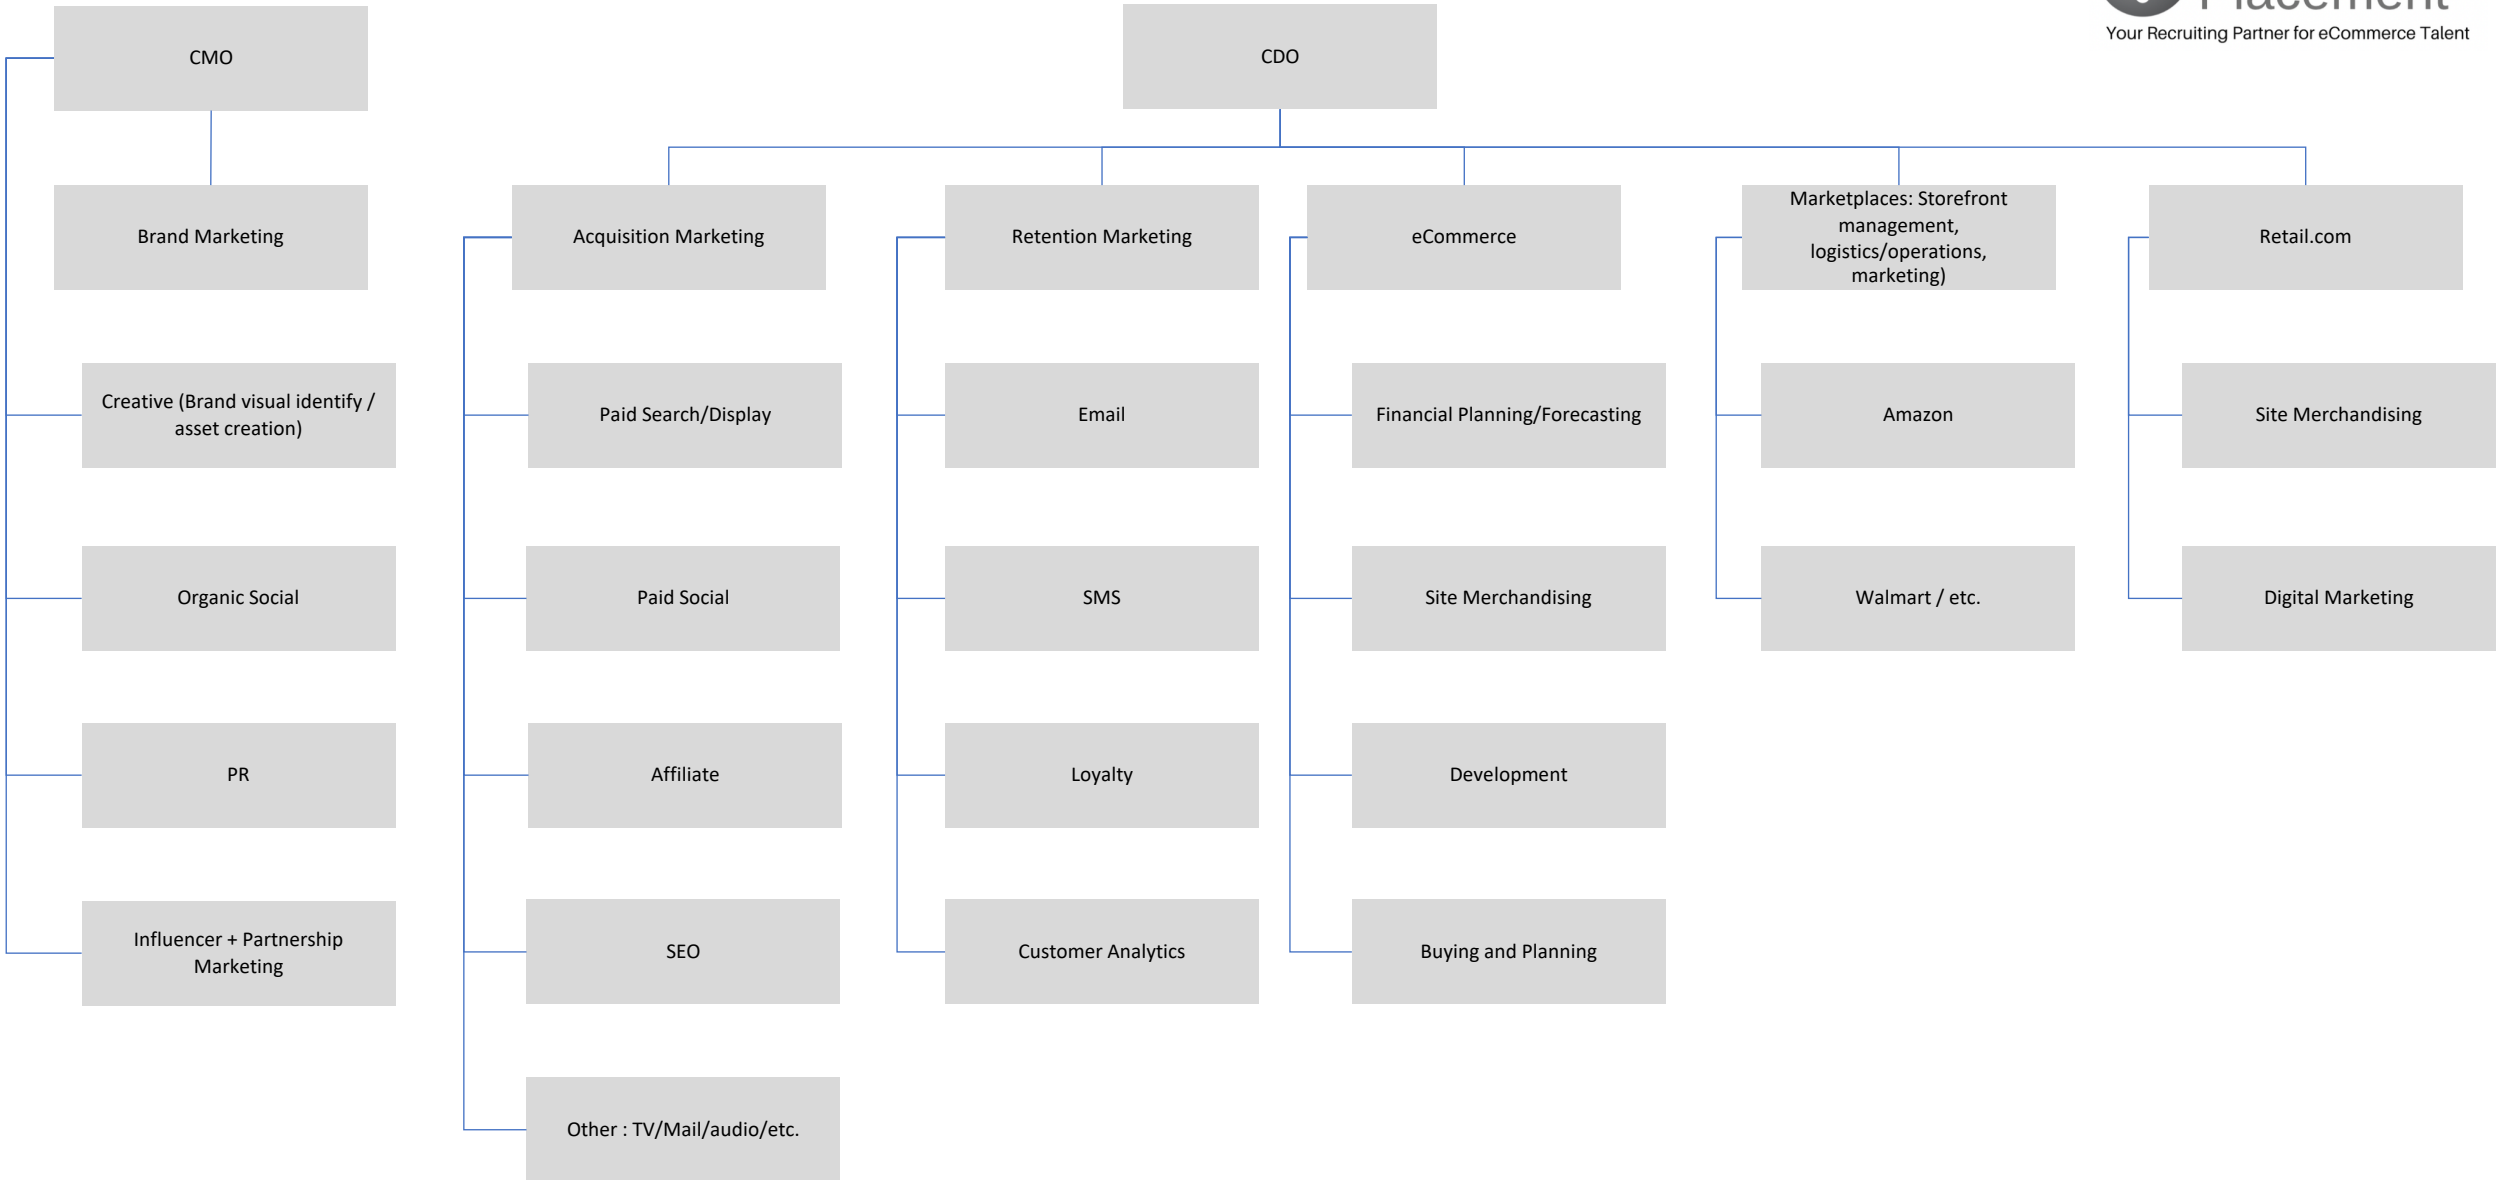 Placement
Your Recruiting Partner for eCommerce Talent
CMO
CDO
Brand Marketing
Acquisition Marketing
Retention Marketing
eCommerce
Marketplaces: Storefront
management,
logistics/operations,
marketing)
Retail.com
Creative (Brand visual identify /
asset creation)
Paid Search/Display
Email
Financial Planning/Forecasting
Amazon
Site Merchandising
Organic Social
Paid Social
SMS
Site Merchandising
Walmart / etc.
Digital Marketing
PR
Affiliate
Loyalty
Development
Influencer + Partnership
Marketing
SEO
Customer Analytics
Buying and Planning
Other : TV/Mail/audio/etc.